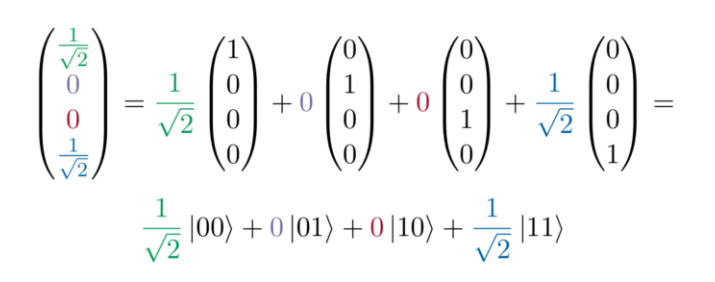 (1/√2 0 0 1/√2) = 1/√2 (1 0 0 0) + 0 (0 1 0 0) + 0 (0 0 1 0) + 1/√2 (0 0 0 1) =
1/√2 |00⟩ + 0 |01⟩ + 0 |10⟩ + 1/√2 |11⟩